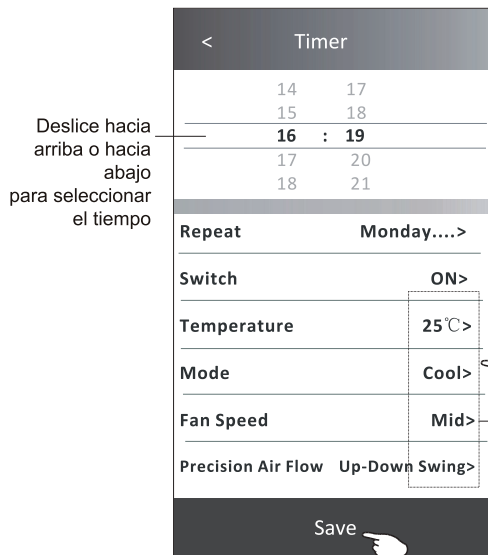 < Timer
14 17
15 18
16 : 19
17 20
18 21
Deslice hacia
arriba o hacia
abajo
para seleccionar
el tiempo
Repeat Monday....>
Switch ON>
Temperature 25℃>
Mode Cool>
Fan Speed Mid>
Precision Air Flow Up-Down Swing>
Save